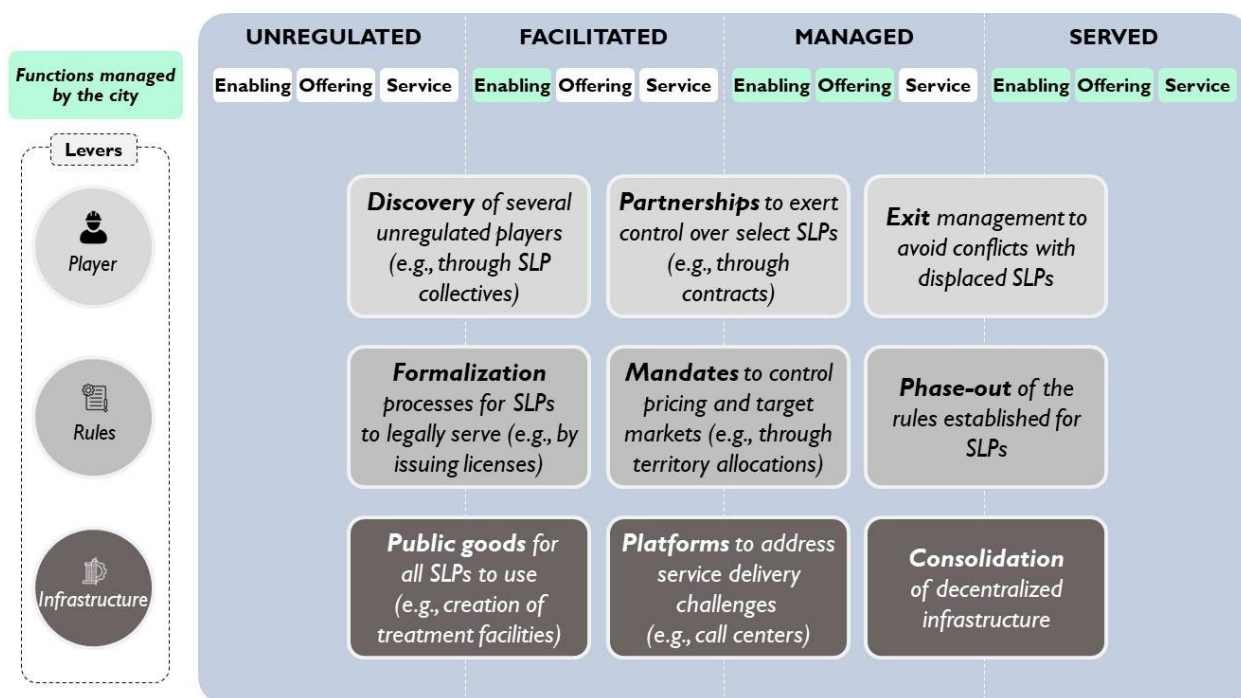 UNREGULATED FACILITATED MANAGED SERVED
Functions managed
by the city
Enabling Offering Service Enabling Offering Service Enabling Offering Service Enabling Offering Service
Levers
Player
Discovery of several
unregulated players
(e.g., through SLP
collectives)
Partnerships to exert
control over select SLPs
(e.g., through
contracts)
Exit management to
avoid conflicts with
displaced SLPs
Rules
Formalization
processes for SLPs
to legally serve (e.g., by
issuing licenses)
Mandates to control
pricing and target
markets (e.g., through
territory allocations)
Phase-out of the
rules established for
SLPs
Infrastructure
Public goods for
all SLPs to use
(e.g., creation of
treatment facilities)
Platforms to address
service delivery
challenges
(e.g., call centers)
Consolidation
of decentralized
infrastructure